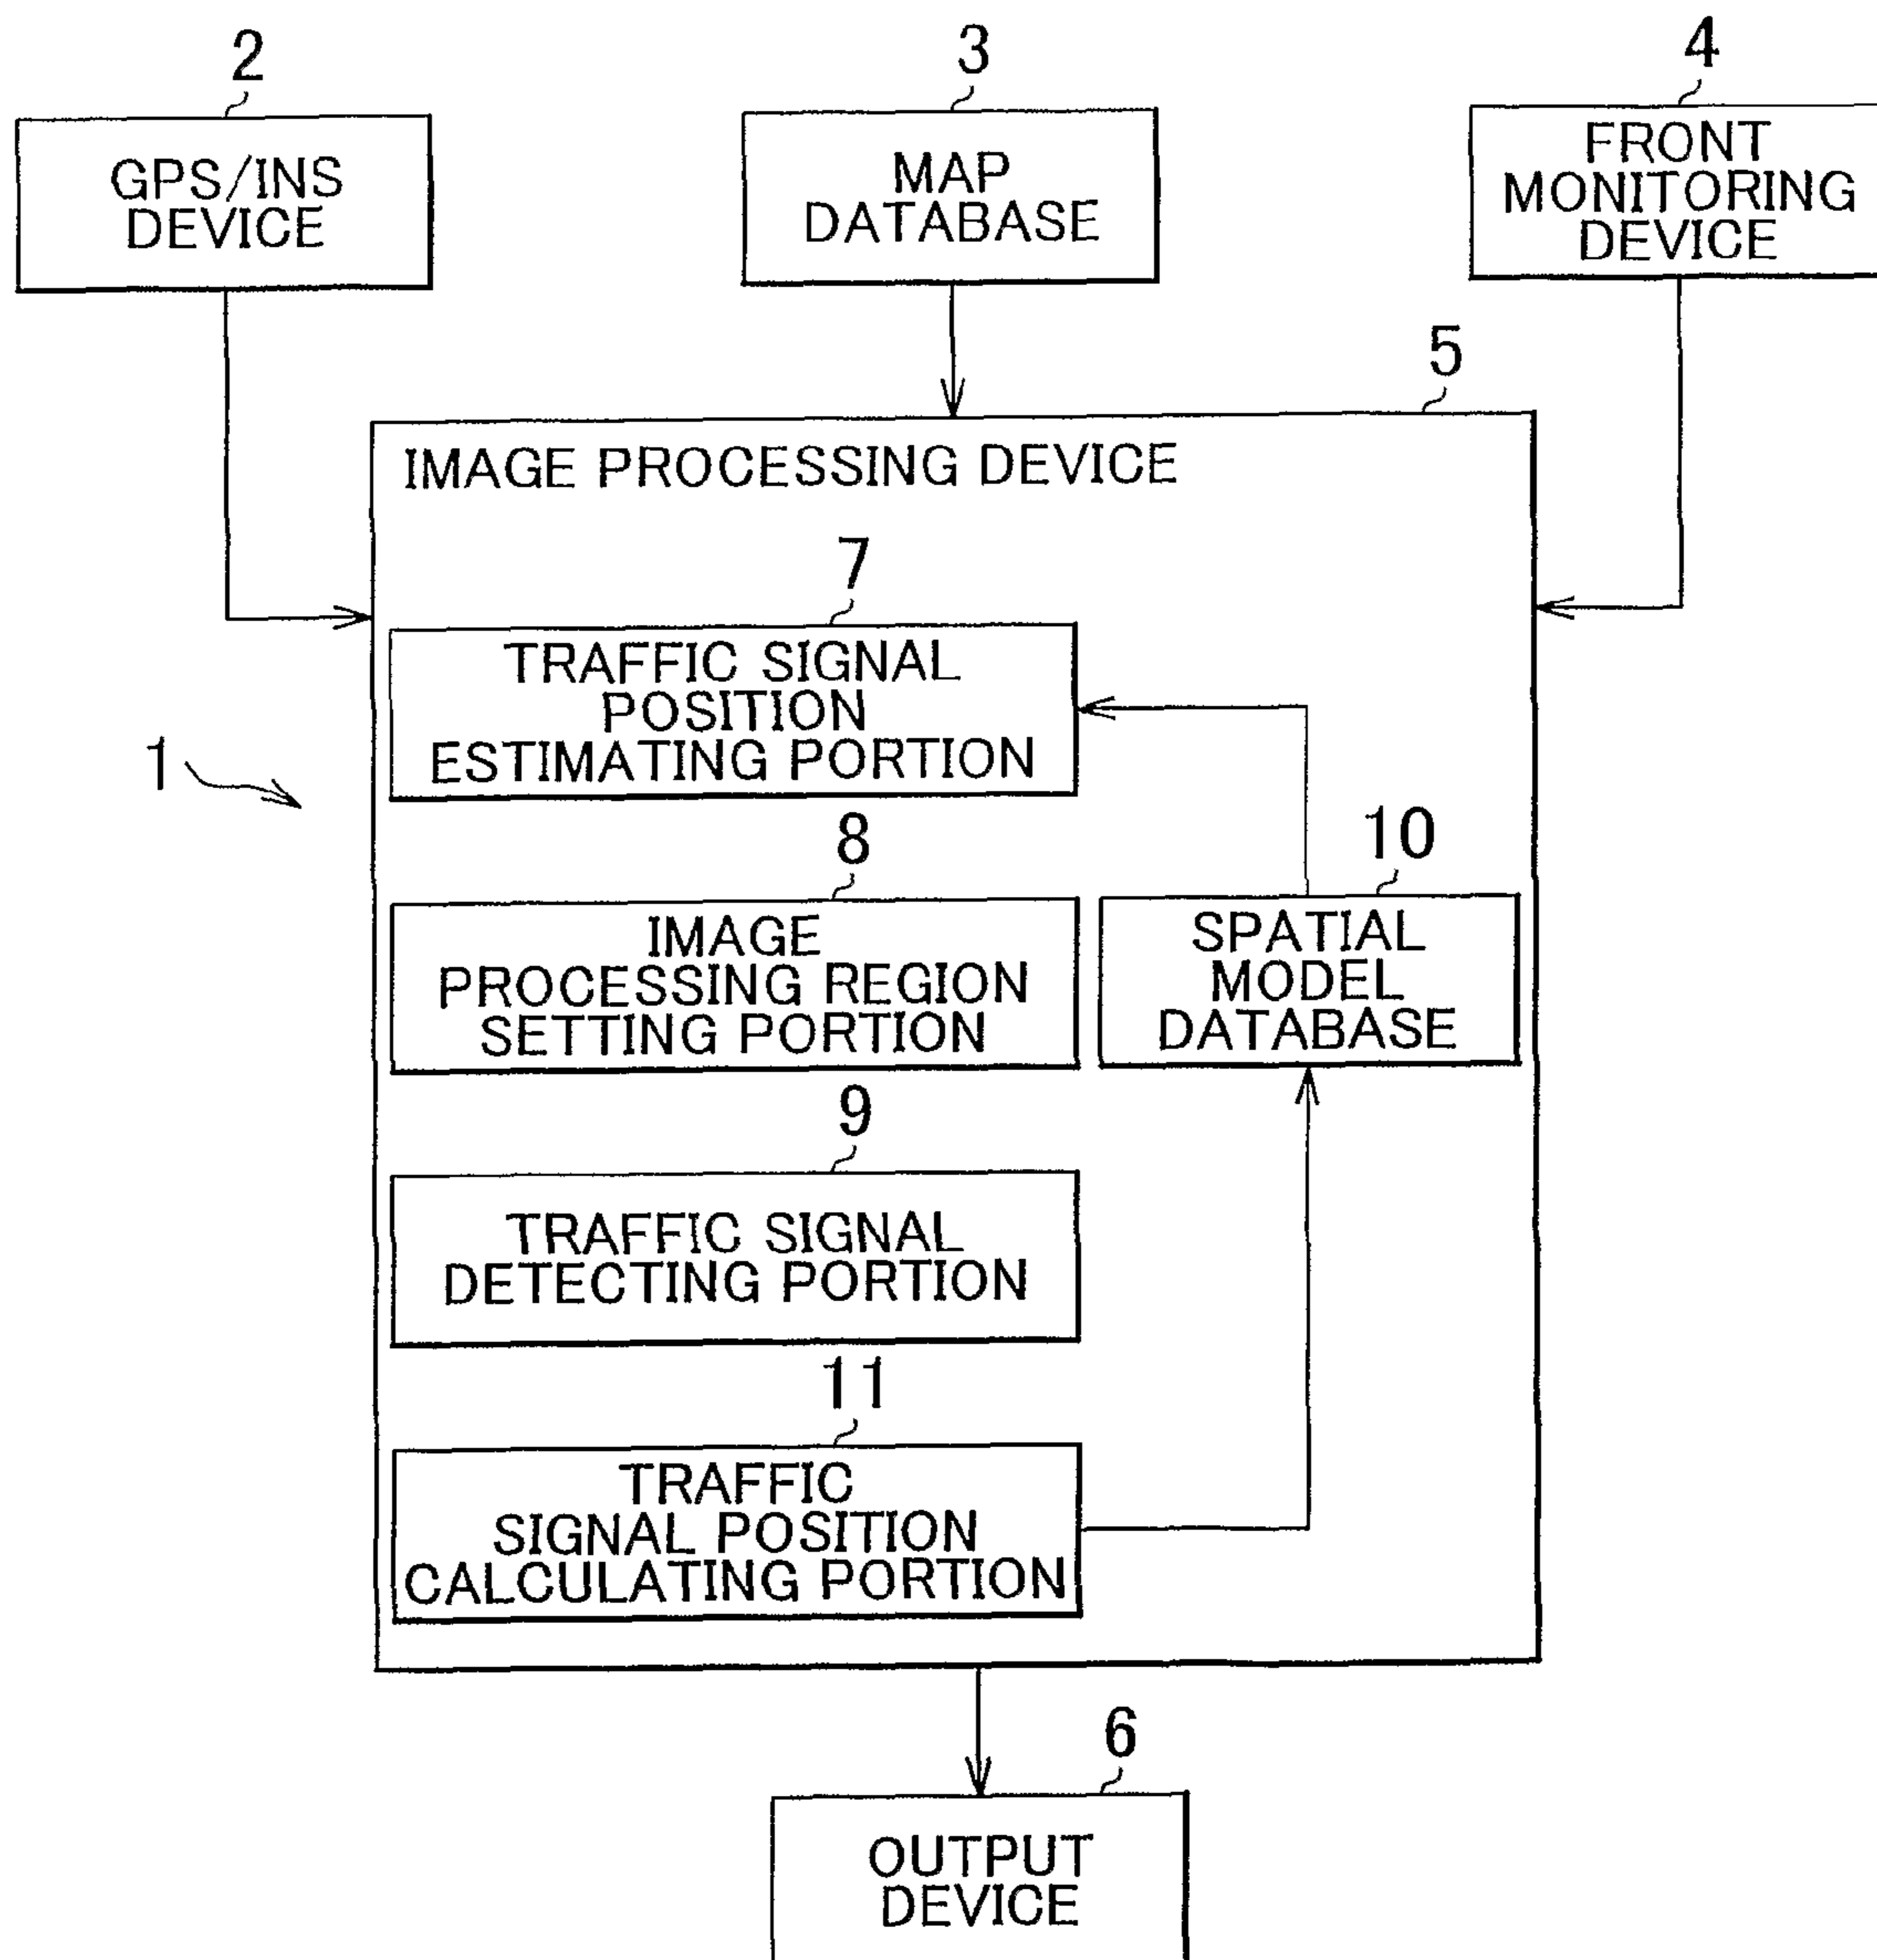 2
GPS/INS
DEVICE
3
MAP
DATABASE
4
FRONT
MONITORING
DEVICE
5
IMAGE PROCESSING DEVICE
7
TRAFFIC SIGNAL
POSITION
ESTIMATING PORTION
1
8
IMAGE
PROCESSING REGION
SETTING PORTION
10
SPATIAL
MODEL
DATABASE
9
TRAFFIC SIGNAL
DETECTING PORTION
11
TRAFFIC
SIGNAL POSITION
CALCULATING PORTION
6
OUTPUT
DEVICE